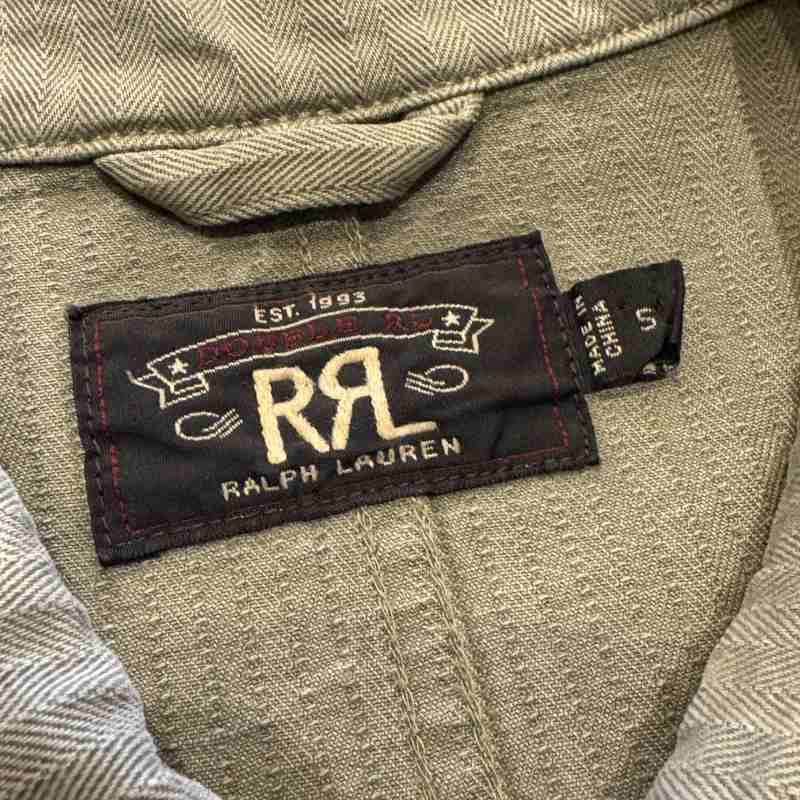 EST. 1993
DOUBLE RL
RRL
RALPH LAUREN
MADE IN
CHINA
S